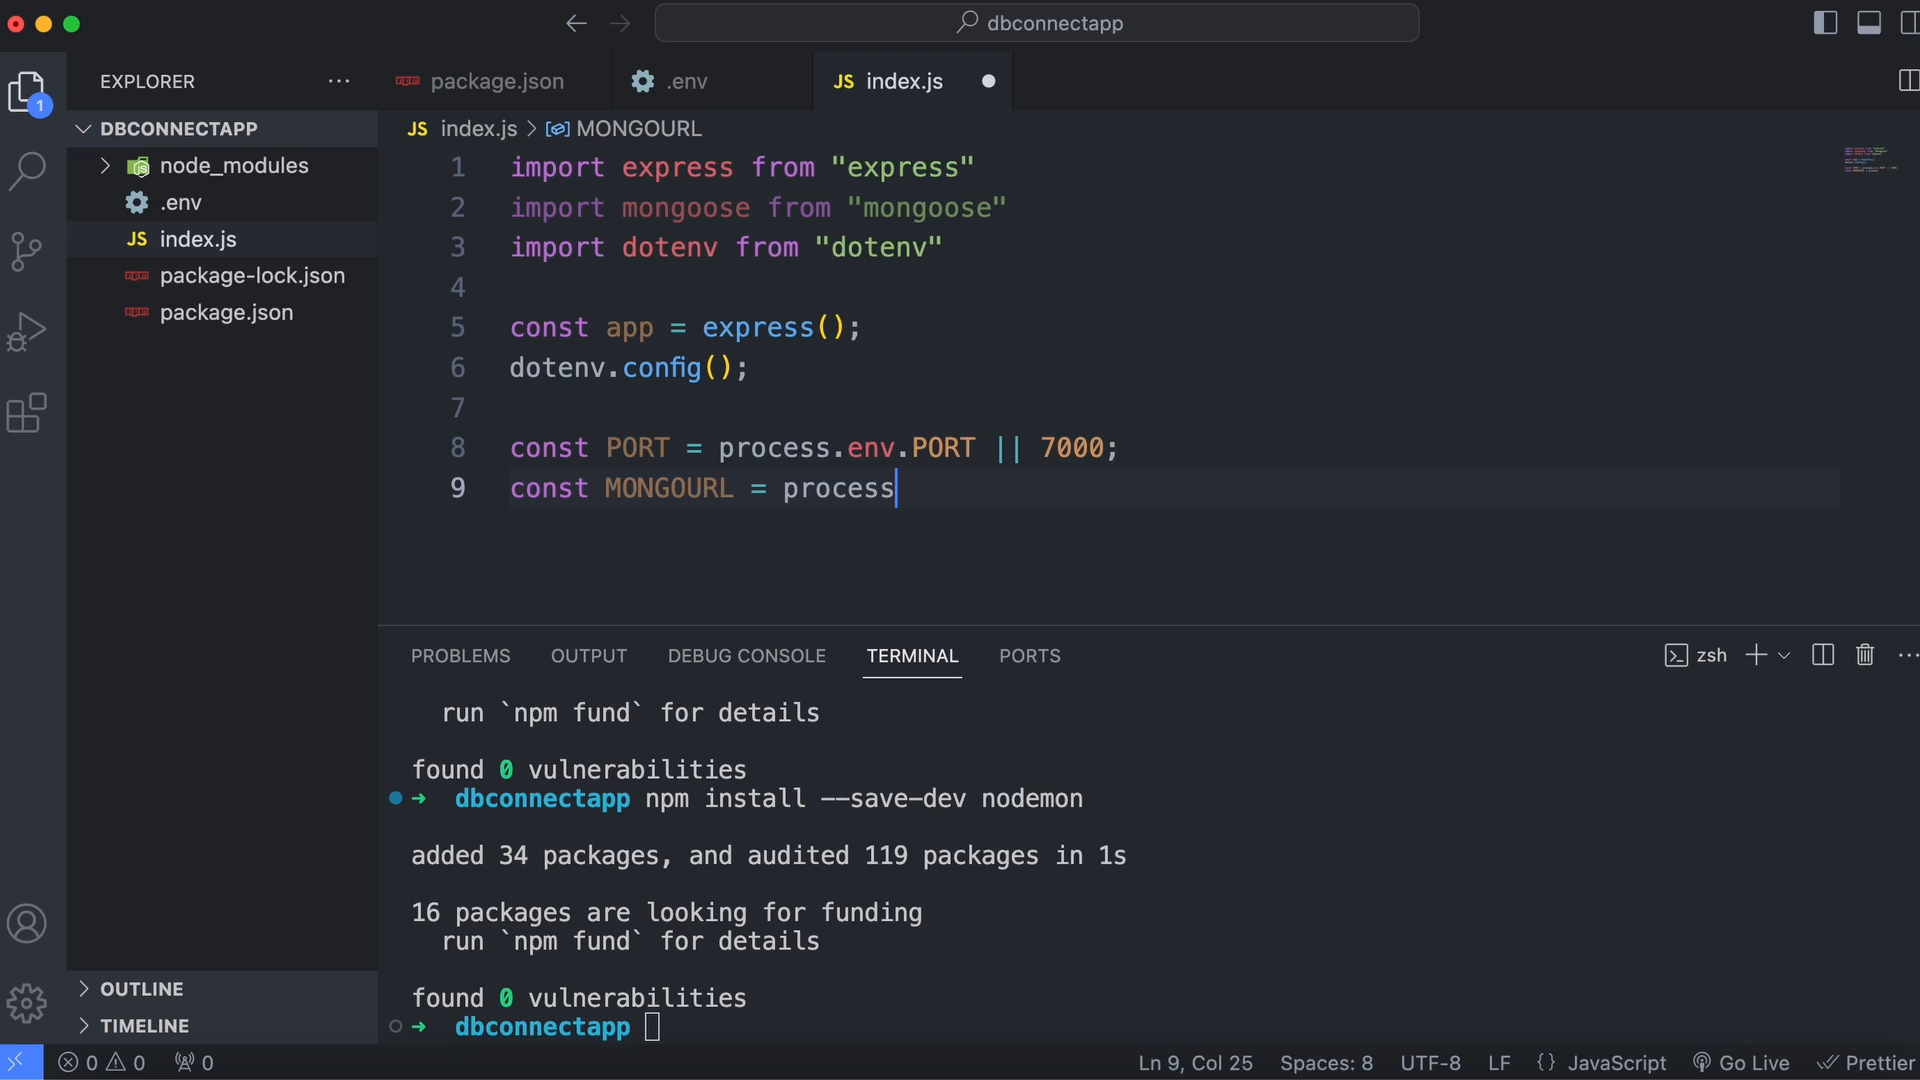 dbconnectapp
EXPLORER
package.json
.env
JS index.js
1
DBCONNECTAPP
node_modules
.env
JS index.js
package-lock.json
package.json
OUTLINE
TIMELINE
JS index.js > MONGOURL
1 import express from "express"
2 import mongoose from "mongoose"
3 import dotenv from "dotenv"
4
5 const app = express();
6 dotenv.config();
7
8 const PORT = process.env.PORT || 7000;
9 const MONGOURL = process
PROBLEMS OUTPUT DEBUG CONSOLE TERMINAL PORTS
zsh
run `npm fund` for details
found 0 vulnerabilities
➜ dbconnectapp npm install --save-dev nodemon
added 34 packages, and audited 119 packages in 1s
16 packages are looking for funding
run `npm fund` for details
found 0 vulnerabilities
➜ dbconnectapp
0 0 0 Ln 9, Col 25 Spaces: 8 UTF-8 LF {} JavaScript Go Live Prettier